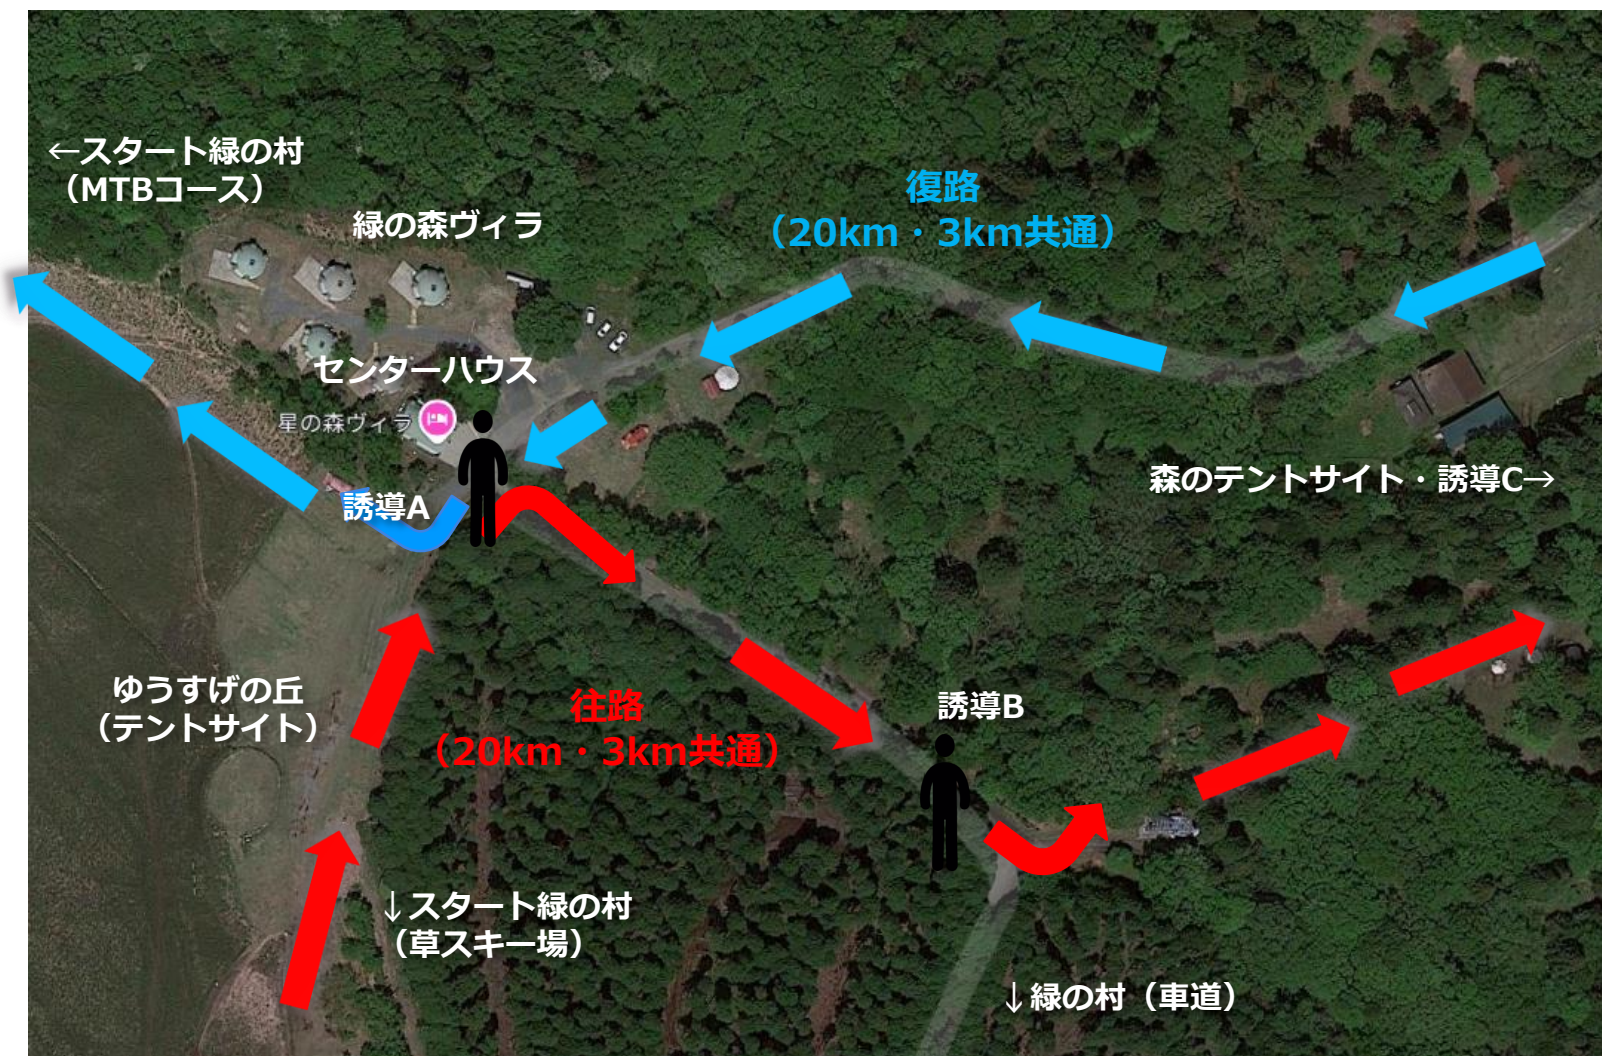 ←スタート緑の村
（MTBコース）
緑の森ヴィラ
復路
（20km・3km共通）
センターハウス
星の森ヴィラ
誘導A
森のテントサイト・誘導C→
ゆうすげの丘
（テントサイト）
往路
（20km・3km共通）
誘導B
↓スタート緑の村
（草スキー場）
↓緑の村（車道）